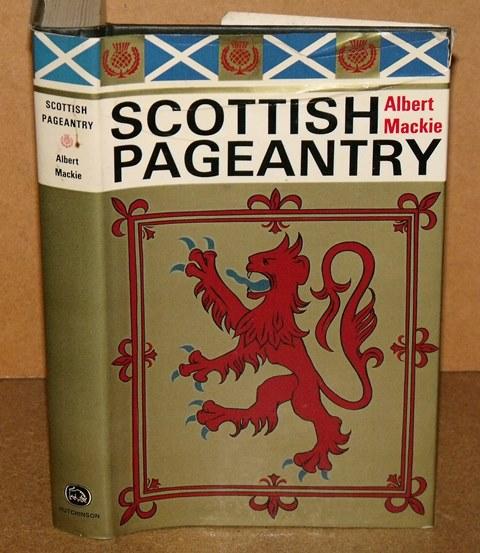 SCOTTISH
PAGEANTRY
Albert
Mackie
HUTCHINSON
SCOTTISH
PAGEANTRY
Albert
Mackie